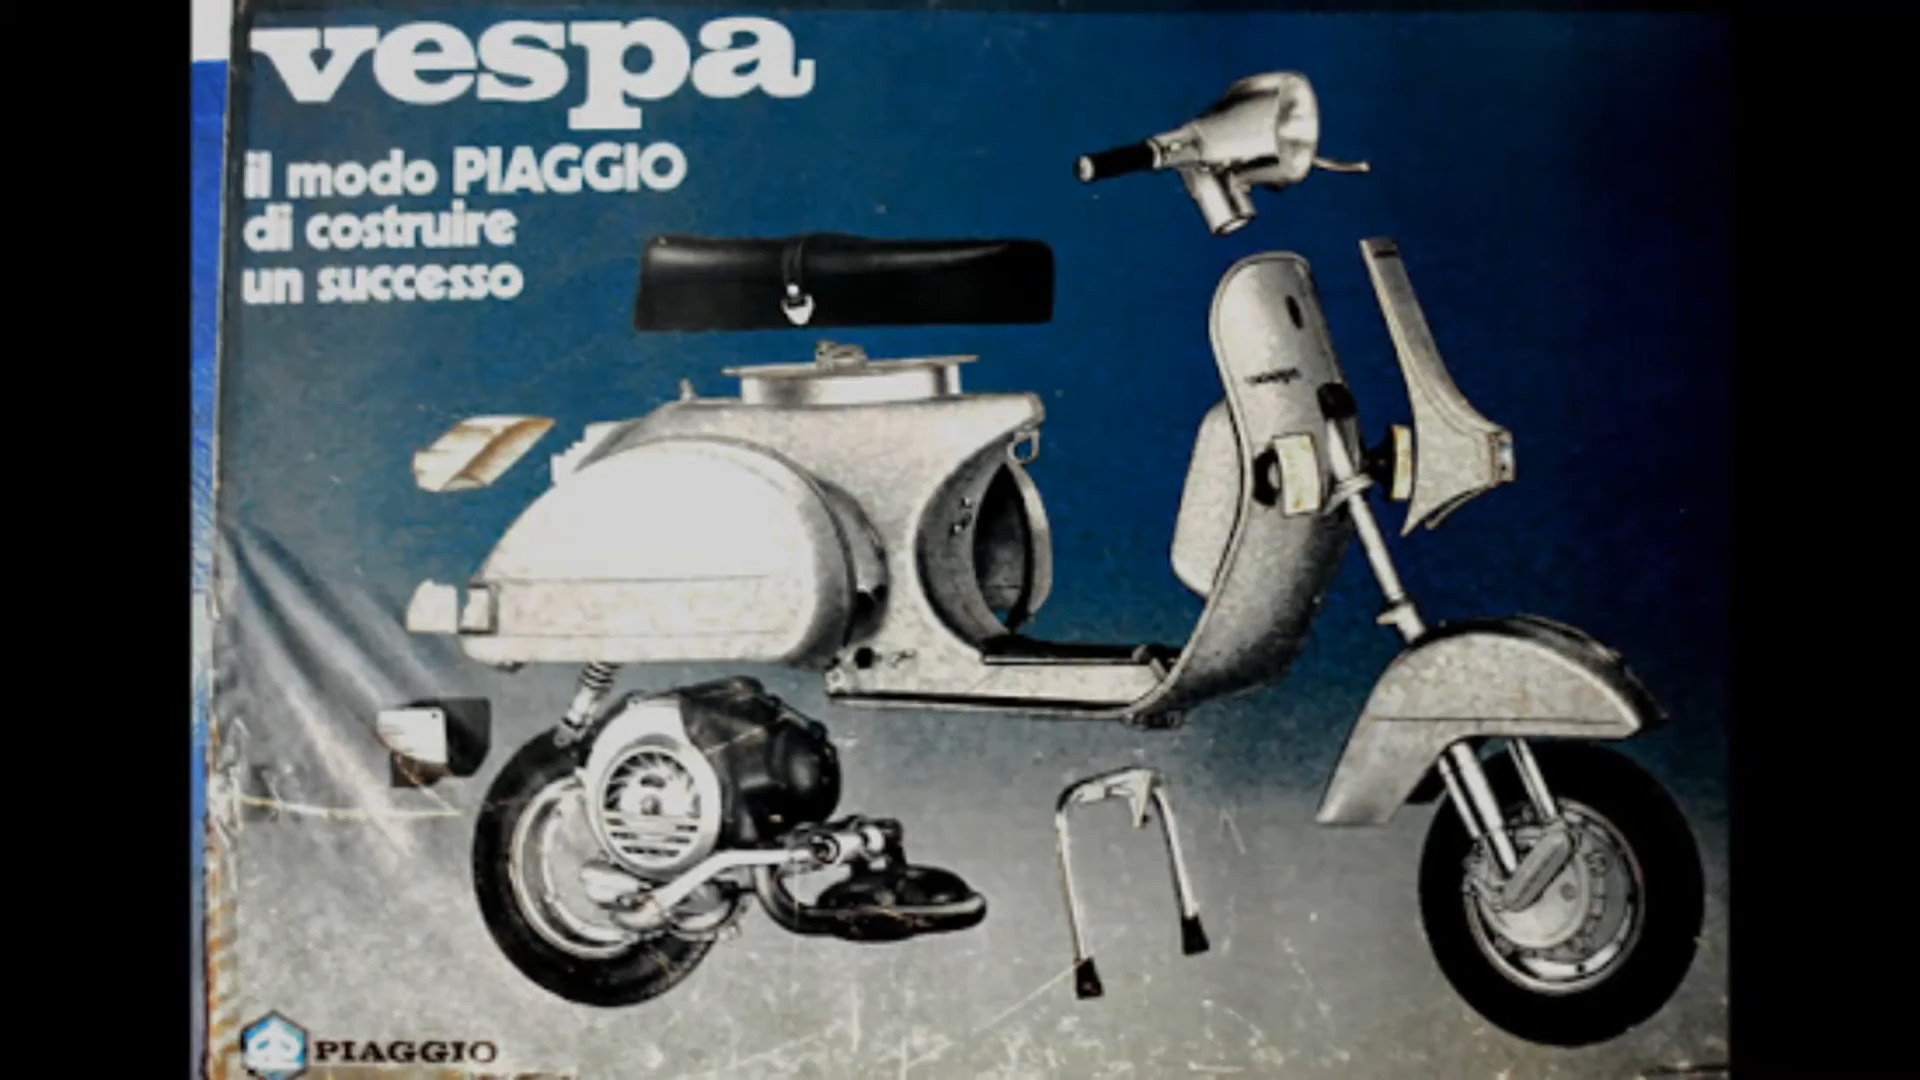 vespa
il modo PIAGGIO
di costruire
un successo
PIAGGIO